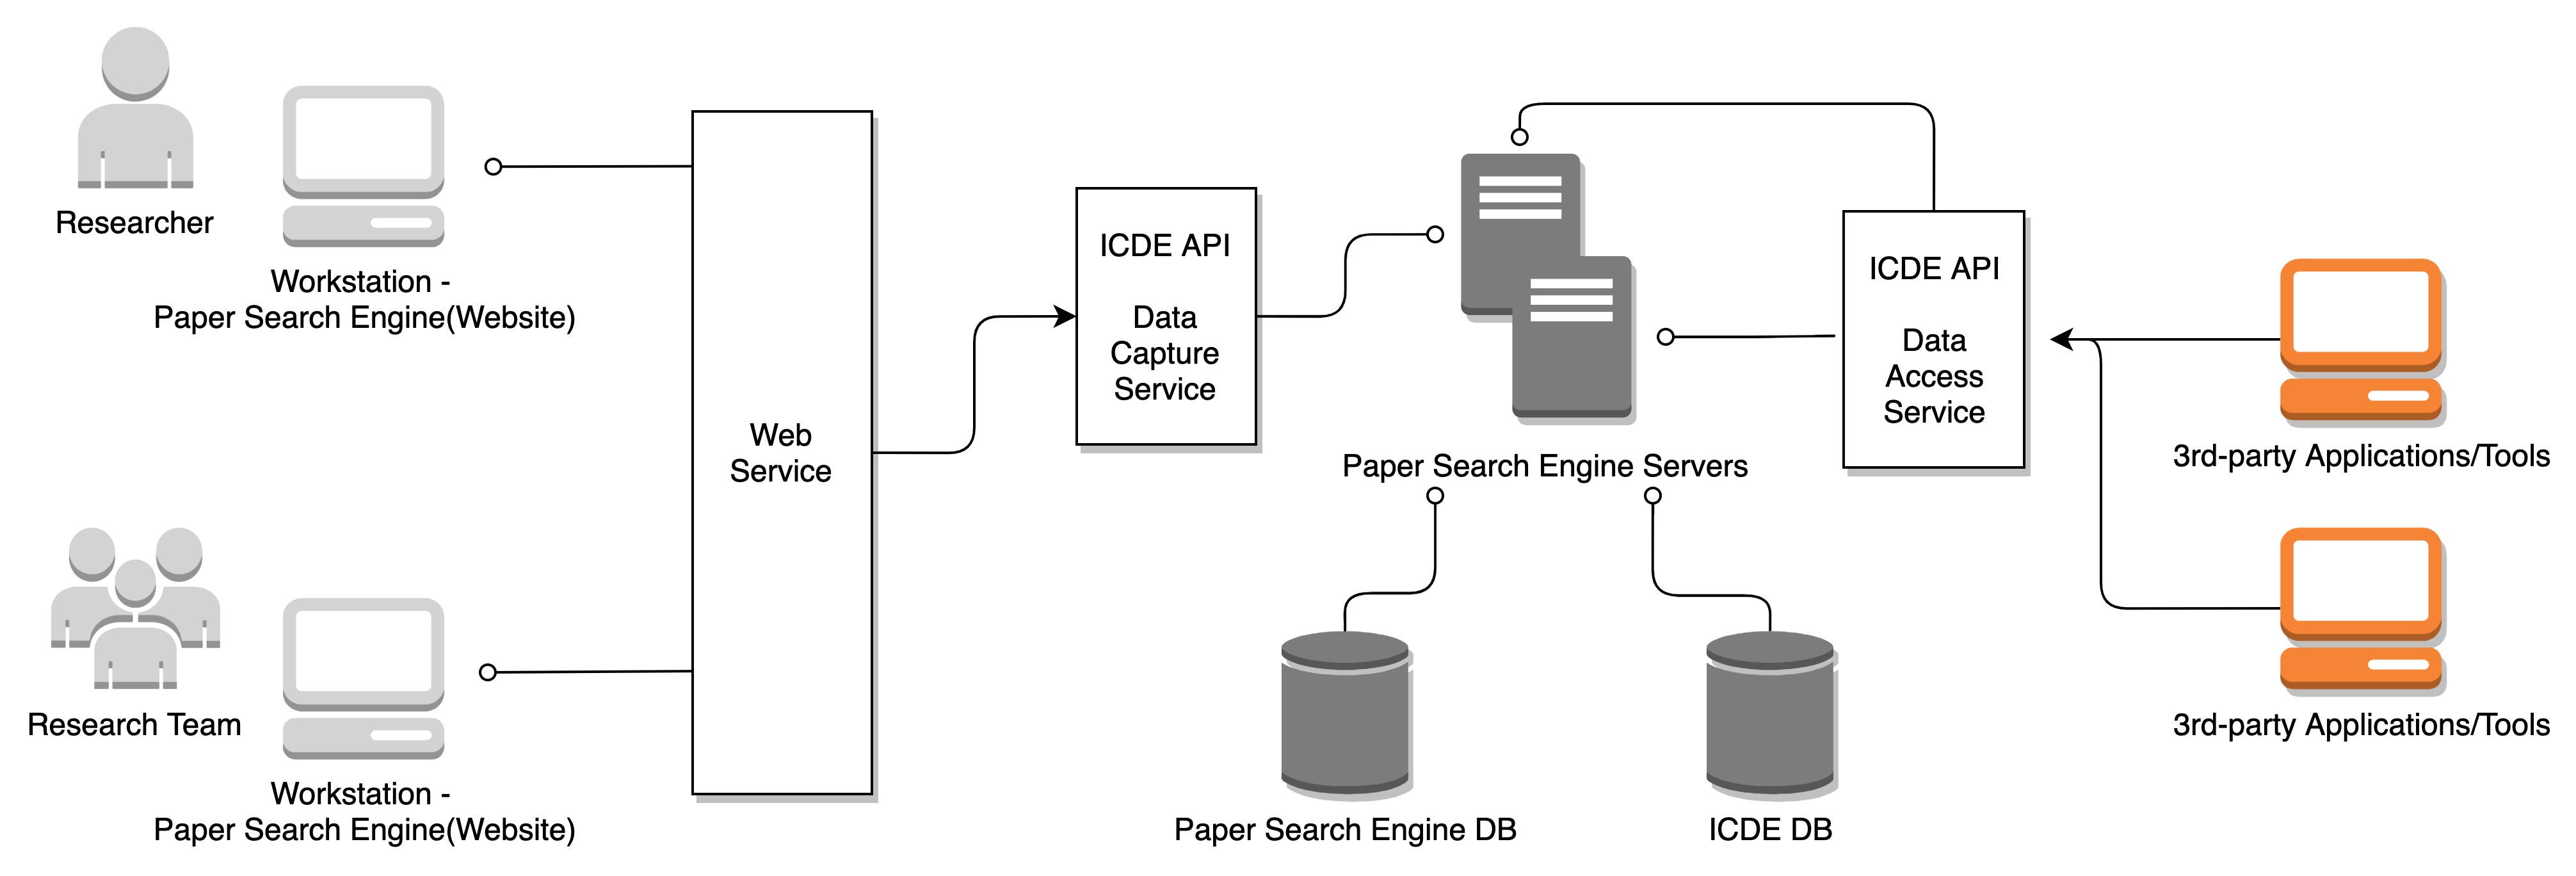 Researcher
Workstation -
Paper Search Engine(Website)
Research Team
Workstation -
Paper Search Engine(Website)
Web
Service
ICDE API
Data
Capture
Service
Paper Search Engine Servers
Paper Search Engine DB
ICDE DB
ICDE API
Data
Access
Service
3rd-party Applications/Tools
3rd-party Applications/Tools